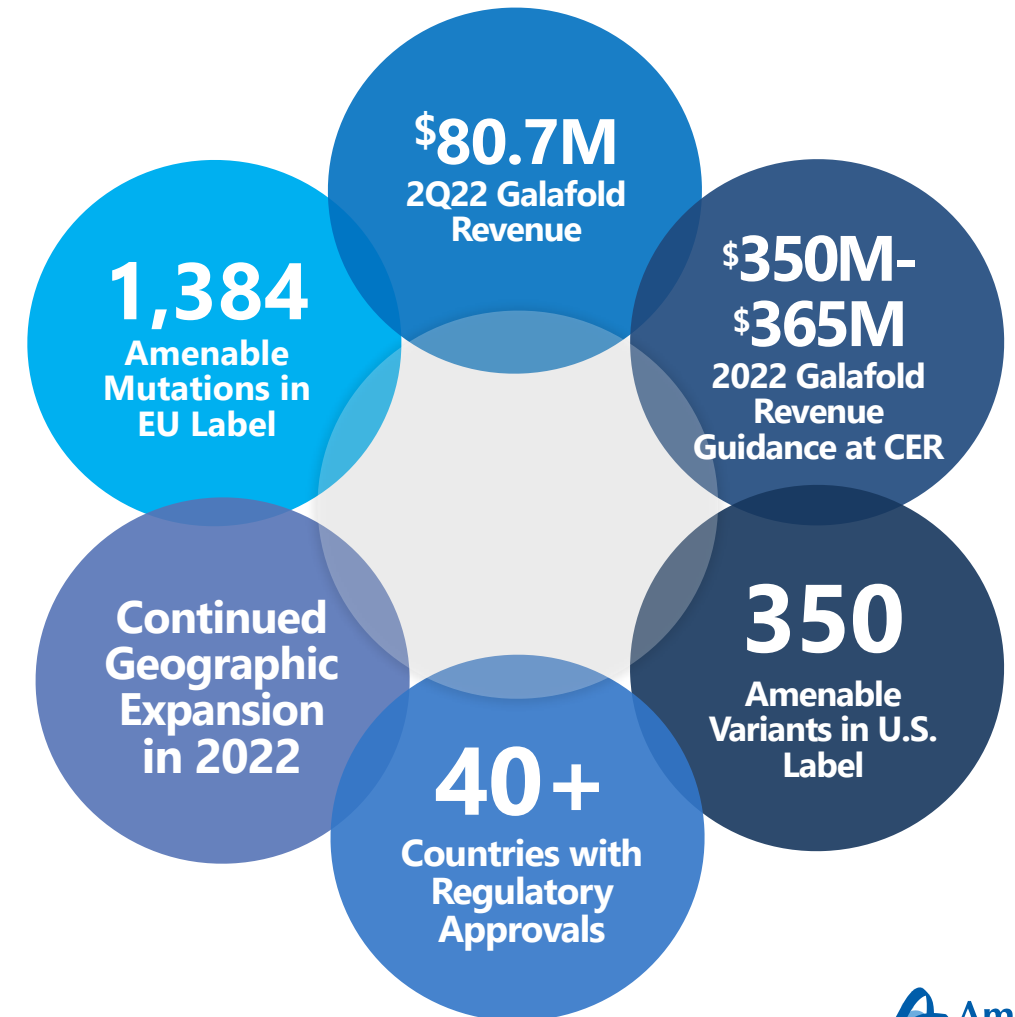 $80.7M
2Q22 Galafold
Revenue
$350M-
$365M
2022 Galafold
Revenue
Guidance at CER
350
Amenable
Variants in U.S.
Label
40+
Countries with
Regulatory
Approvals
Continued
Geographic
Expansion
in 2022
1,384
Amenable
Mutations in
EU Label